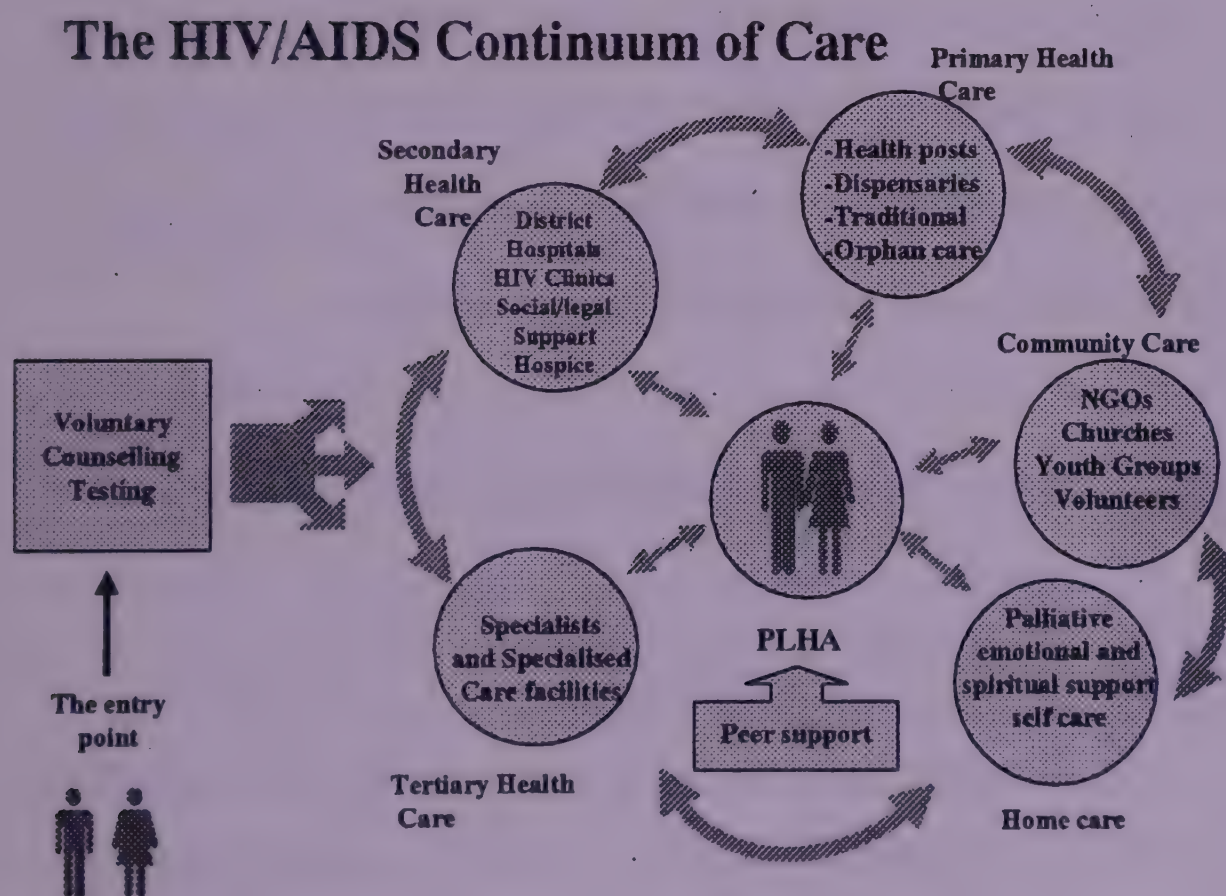 The HIV/AIDS Continuum of Care
Primary Health
Care
-Health posts
-Dispensaries
-Traditional
-Orphan care
Secondary
Health
Care
District
Hospitals
HIV Clinics
Social/legal
Support
Hospice
Community Care
NGOs
Churches
Youth Groups
Volunteers
Voluntary
Counselling
Testing
Specialists
and Specialised
Care facilities
PLHA
Peer support
Palliative
emotional and
spiritual support
self care
The entry
point
Tertiary Health
Care
Home care